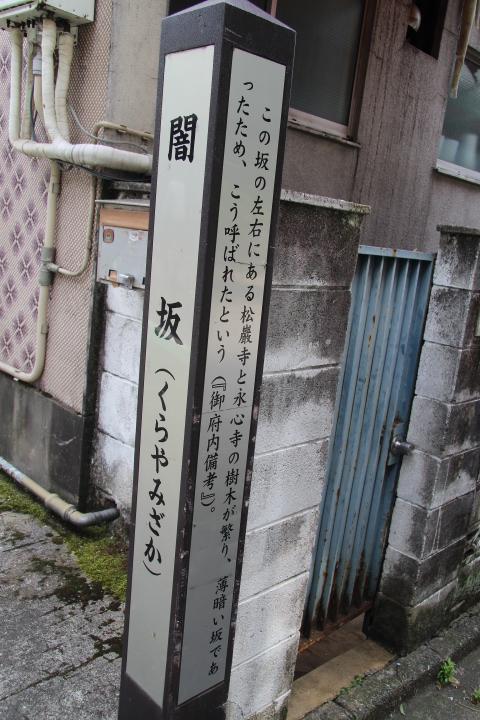 闇坂(くらやみざか)
この坂の左右にある松巖寺と永心寺の樹木が繁り、薄暗い坂であ
ったため、こう呼ばれたという(『御府内備考』)。